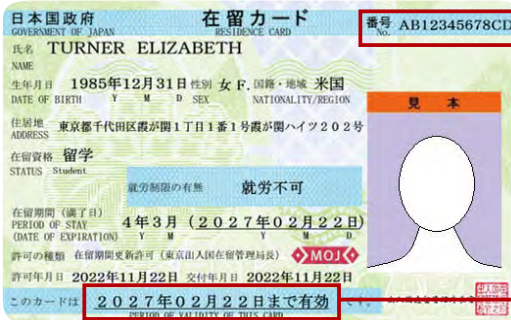 日本国政府 在留カード 番号 AB12345678CD
GOVERNMENT OF JAPAN RESIDENCE CARD No.
氏名 TURNER ELIZABETH
NAME
生年月日 1985年12月31日 性別 女 F. 国籍・地域 米国
DATE OF BIRTH Y M D SEX NATIONALITY/REGION
見本
住居地 東京都千代田区霞が関1丁目1番1号霞が関ハイツ202号
ADDRESS
在留資格 留学
STATUS Student
就労制限の有無 就労不可
在留期間(満了日) 4年3月(2027年02月22日)
PERIOD OF STAY
(DATE OF EXPIRATION) Y M Y M D
許可の種類 在留期間更新許可(東京出入国在留管理局長) MOJ
許可年月日 2022年11月22日 交付年月日 2022年11月22日
このカードは 2027年02月22日まで有効 です。
PERIOD OF VALIDITY OF THIS CARD